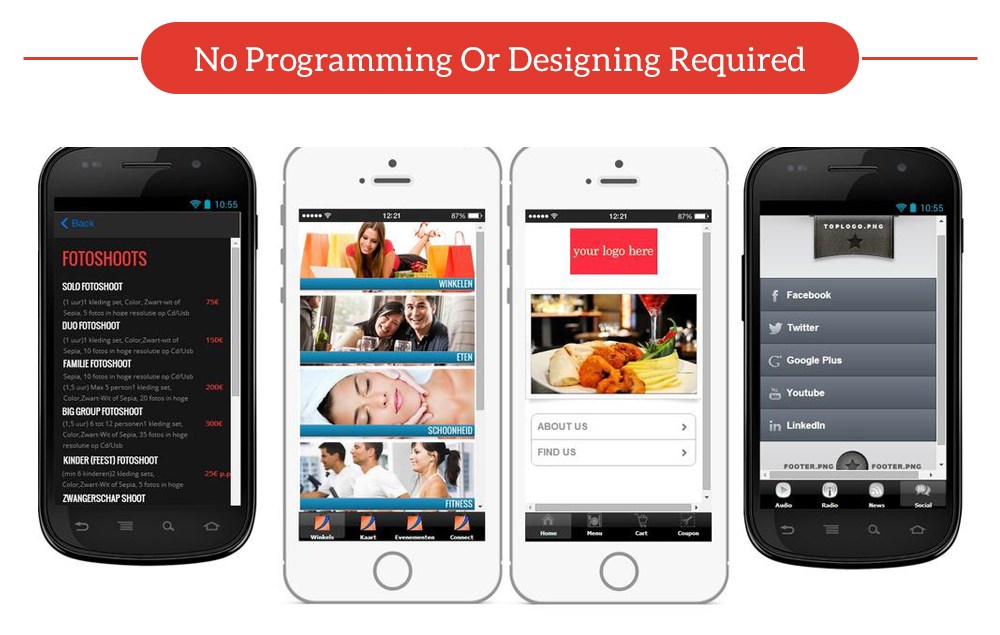 No Programming Or Designing Required
10:55
Back
FOTOSHOOTS
SOLO FOTOSHOOT
(1 uur)1 kleding set, Color, Zwart-wit of 75€
Sepia, 5 fotos in hoge resolutie op Cd/Usb
DUO FOTOSHOOT
(1 uur)1 kleding set, Color,Zwart-wit of 150€
Sepia, 10 fotos in hoge resolutie op Cd/Usb
FAMILIE FOTOSHOOT
Sepia, 10 fotos in hoge resolutie op Cd/Usb
(1,5 uur) Max 5 person1 kleding set, 200€
Color,Zwart-Wit of Sepia, 20 fotos in hoge
BIG GROUP FOTOSHOOT
(1,5 uur) 6 tot 12 personen1 kleding set, 300€
Color,Zwart-Wit of Sepia, 35 fotos in hoge
resolutie op Cd/Usb
KINDER (FEEST) FOTOSHOOT
(min 6 kinderen)2 kleding sets, 25€ p.p
Color,Zwart-Wit of Sepia, 5 fotos in hoge
ZWANGERSCHAP SHOOT
12:21 87%
WINKELEN
ETEN
SCHOONHEID
FITNESS
Winkels Kaart Evenementen Connect
12:21 87%
your logo here
ABOUT US
FIND US
Home Menu Cart Coupon
10:55
TOPLOGO.PNG
Facebook
Twitter
Google Plus
You Tube Youtube
in LinkedIn
FOOTER.PNG FOOTER.PNG
Audio Radio News Social